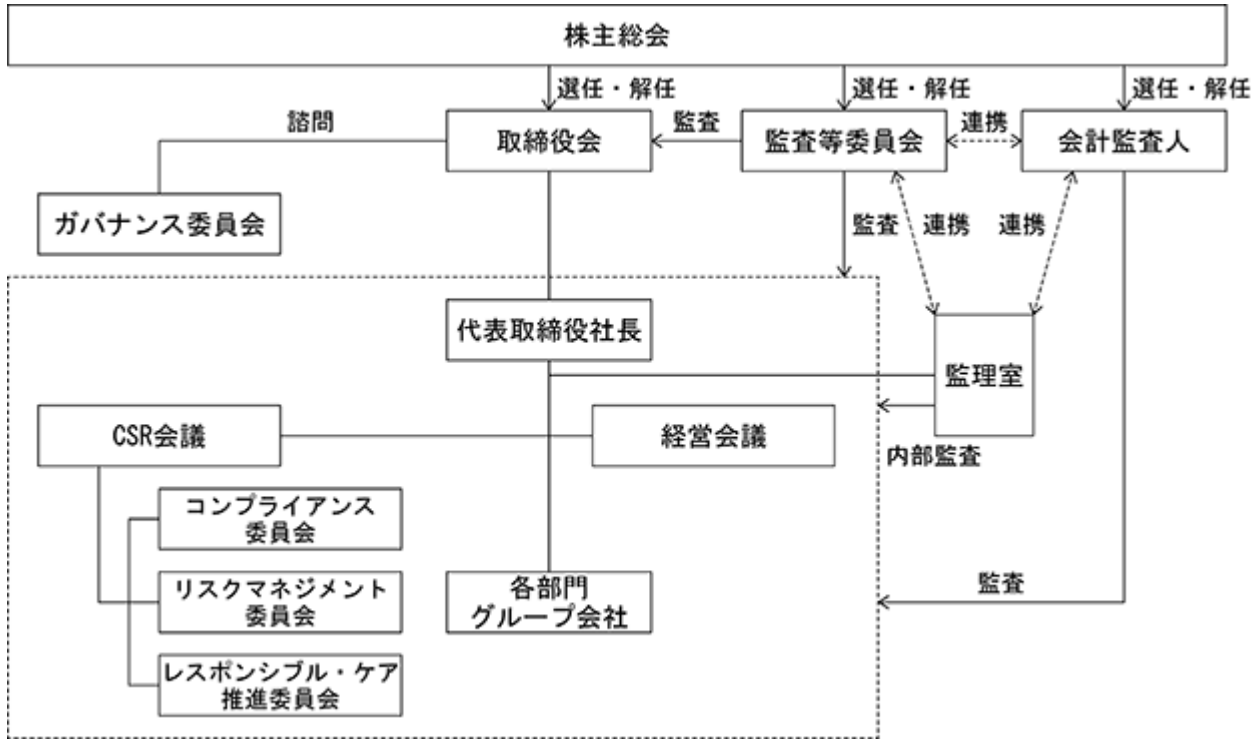 株主総会
選任・解任
選任・解任
選任・解任
諮問
取締役会
監査
監査等委員会
連携
会計監査人
ガバナンス委員会
監査
連携
連携
代表取締役社長
監理室
CSR会議
経営会議
内部監査
コンプライアンス
委員会
リスクマネジメント
委員会
各部門
グループ会社
監査
レスポンシブル・ケア
推進委員会